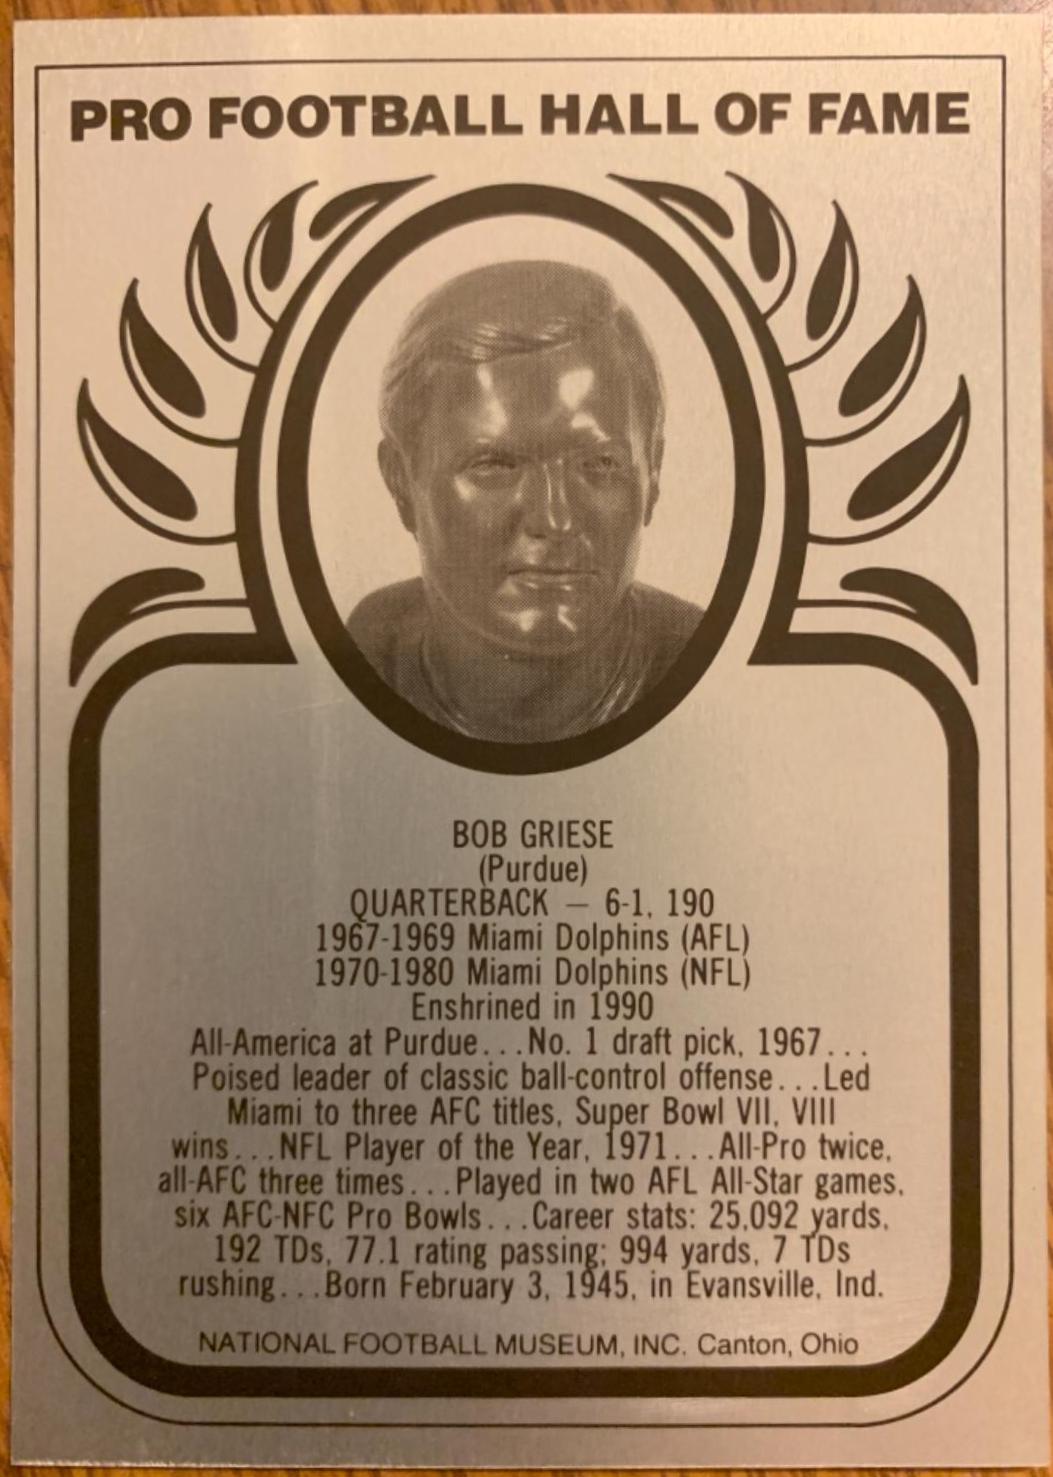 PRO FOOTBALL HALL OF FAME
BOB GRIESE
(Purdue)
QUARTERBACK — 6-1, 190
1967-1969 Miami Dolphins (AFL)
1970-1980 Miami Dolphins (NFL)
Enshrined in 1990
All-America at Purdue...No. 1 draft pick, 1967...
Poised leader of classic ball-control offense...Led
Miami to three AFC titles, Super Bowl VII, VIII
wins...NFL Player of the Year, 1971...All-Pro twice,
all-AFC three times...Played in two AFL All-Star games,
six AFC-NFC Pro Bowls...Career stats: 25,092 yards,
192 TDs, 77.1 rating passing; 994 yards, 7 TDs
rushing...Born February 3, 1945, in Evansville, Ind.
NATIONAL FOOTBALL MUSEUM, INC. Canton, Ohio